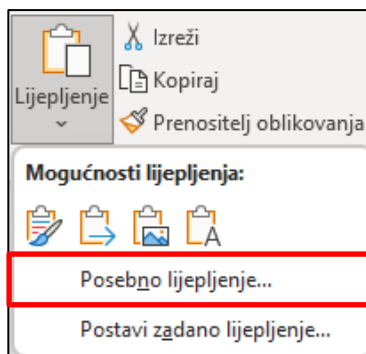 Lijepljenje
Izreži
Kopiraj
Prenositelj oblikovanja
Mogućnosti lijepljenja:
Posebno lijepljenje...
Postavi zadano lijepljenje...